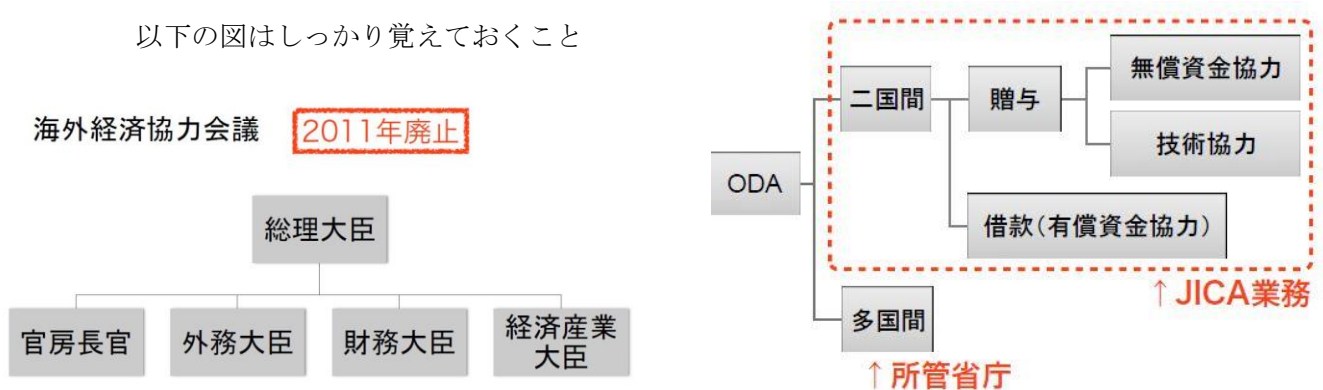 以下の図はしっかり覚えておくこと
海外経済協力会議
2011年廃止
総理大臣
官房長官
外務大臣
財務大臣
経済産業
大臣
ODA
二国間
贈与
無償資金協力
技術協力
借款(有償資金協力)
↑JICA業務
多国間
↑所管省庁